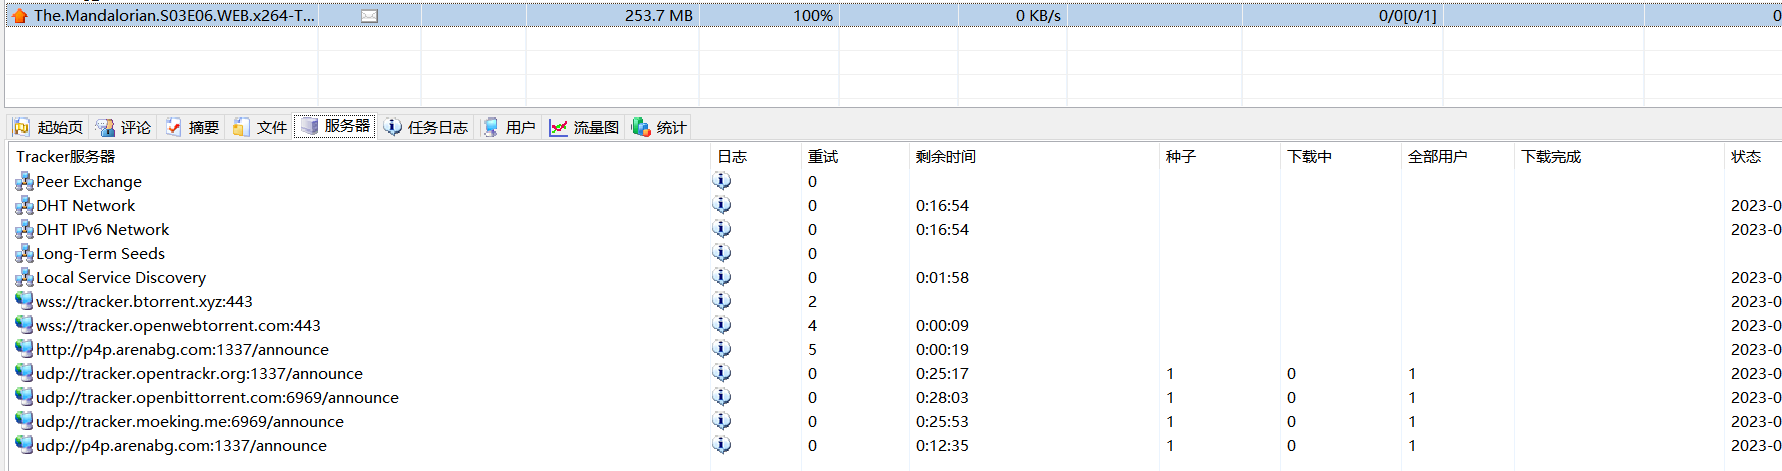 The.Mandalorian.S03E06.WEB.x264-T... 253.7 MB 100% 0 KB/s 0/0[0/1] 0
起始页 评论 摘要 文件 服务器 任务日志 用户 流量图 统计
Tracker服务器 日志 重试 剩余时间 种子 下载中 全部用户 下载完成 状态
Peer Exchange 0
DHT Network 0 0:16:54 2023-0
DHT IPv6 Network 0 0:16:54 2023-0
Long-Term Seeds 0
Local Service Discovery 0 0:01:58 2023-0
wss://tracker.btorrent.xyz:443 2 2023-0
wss://tracker.openwebtorrent.com:443 4 0:00:09 2023-0
http://p4p.arenabg.com:1337/announce 5 0:00:19 2023-0
udp://tracker.opentrackr.org:1337/announce 0 0:25:17 1 0 1 2023-0
udp://tracker.openbittorrent.com:6969/announce 0 0:28:03 1 0 1 2023-0
udp://tracker.moeking.me:6969/announce 0 0:25:53 1 0 1 2023-0
udp://p4p.arenabg.com:1337/announce 0 0:12:35 1 0 1 2023-0